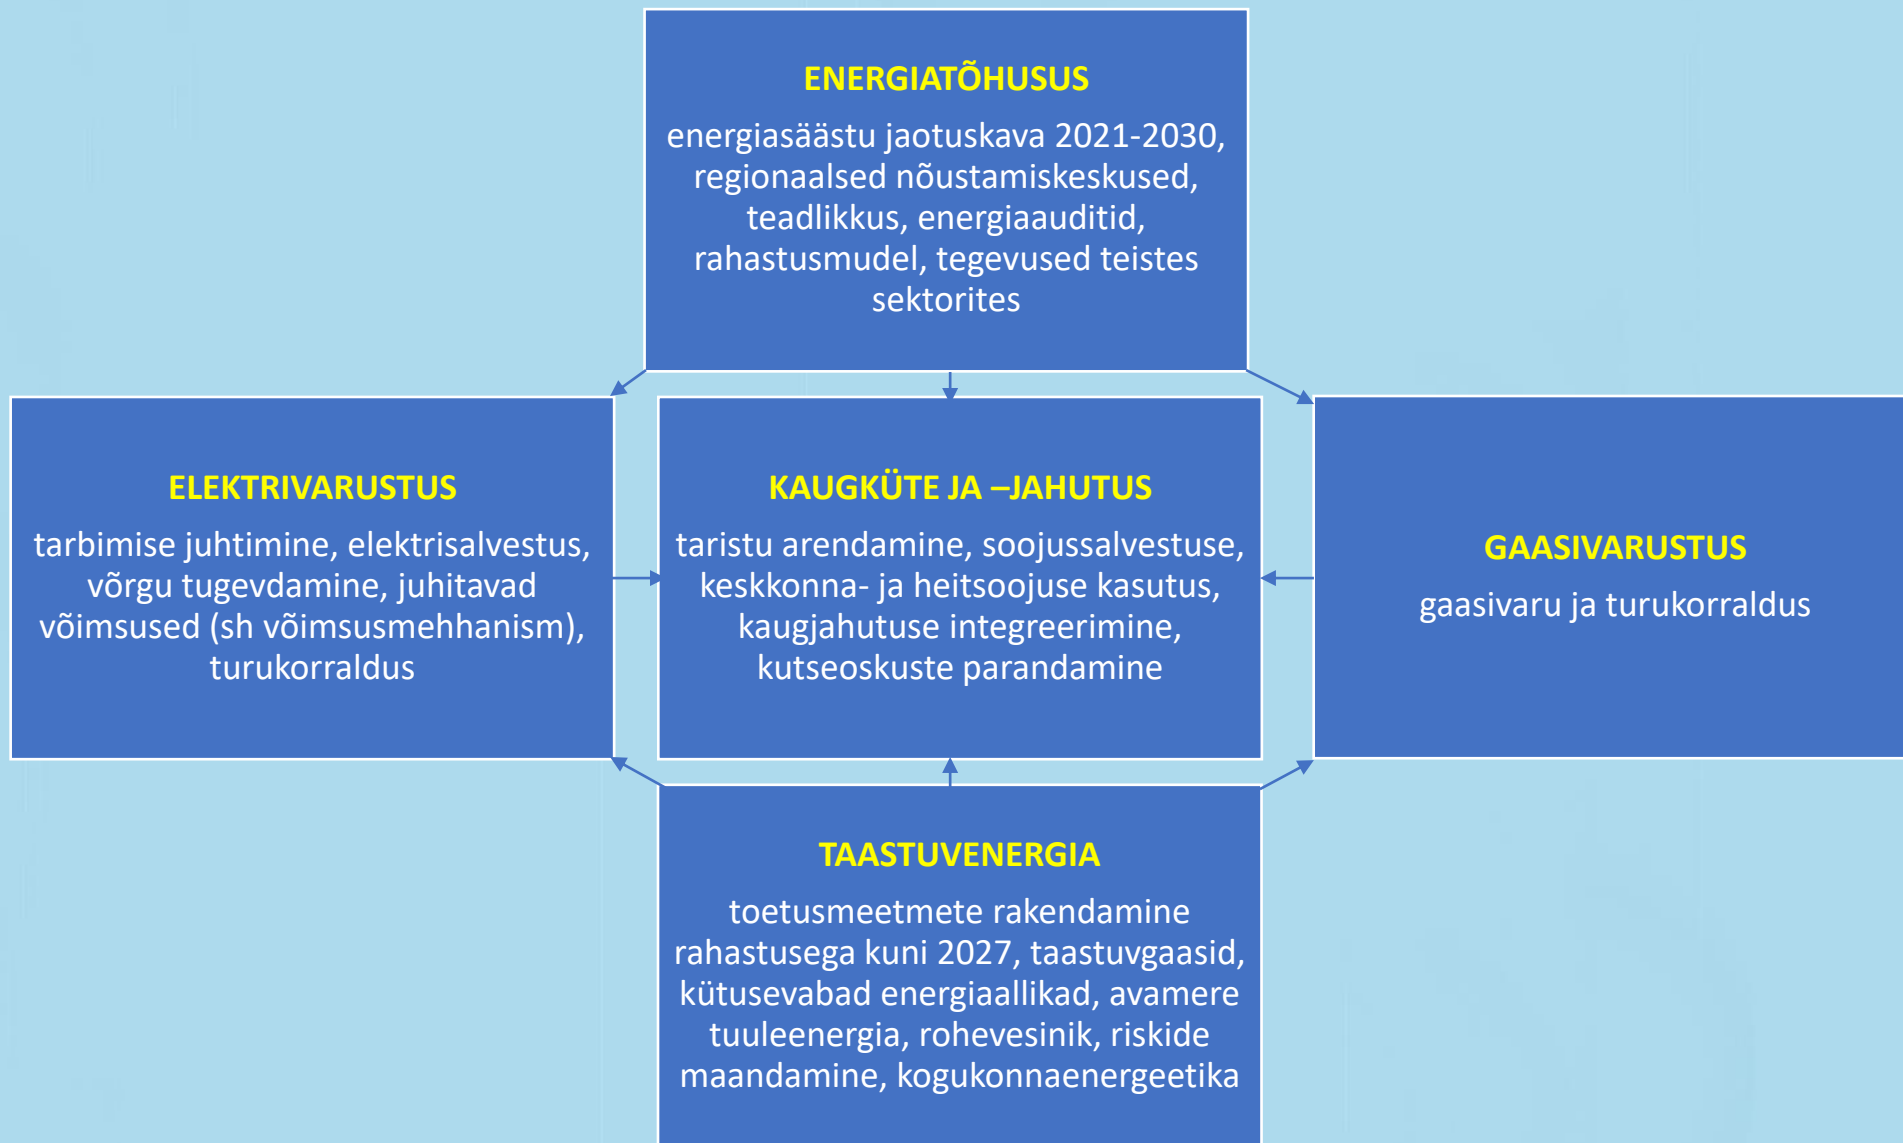 ENERGIATÕHUSUS
energiasäästu jaotuskava 2021-2030,
regionaalsed nõustamiskeskused,
teadlikkus, energiaauditid,
rahastusmudel, tegevused teistes
sektorites
ELEKTRIVARUSTUS
tarbimise juhtimine, elektrisalvestus,
võrgu tugevdamine, juhitavad
võimsused (sh võimsusmehhanism),
turukorraldus
KAUGKÜTE JA –JAHUTUS
taristu arendamine, soojussalvestuse,
keskkonna- ja heitsoojuse kasutus,
kaugjahutuse integreerimine,
kutseoskuste parandamine
GAASIVARUSTUS
gaasivaru ja turukorraldus
TAASTUVENERGIA
toetusmeetmete rakendamine
rahastusega kuni 2027, taastuvgaasid,
kütusevabad energiaallikad, avamere
tuuleenergia, rohevesinik, riskide
maandamine, kogukonnaenergeetika